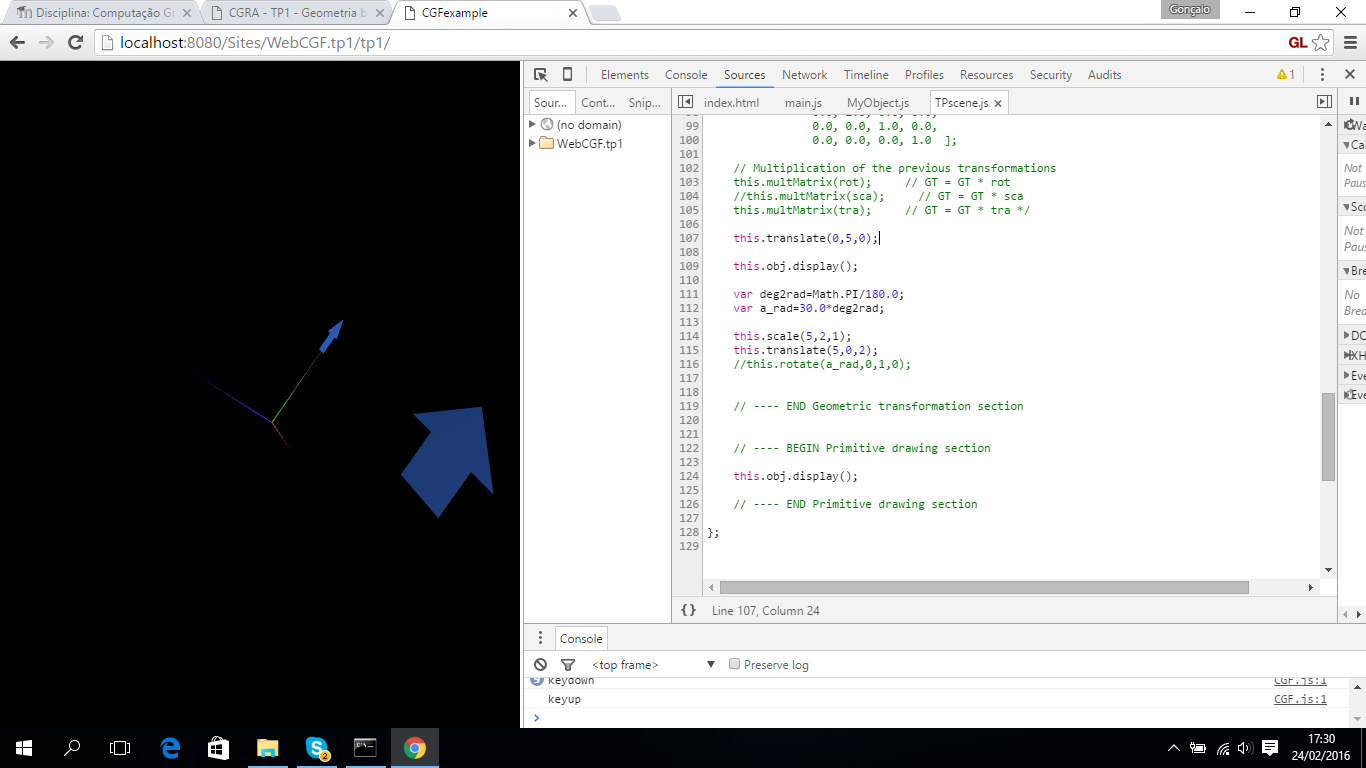 Disciplina: Computação Gr
CGRA - TP1 - Geometria b
CGFexample
Gonçalo
localhost:8080/Sites/WebCGF.tp1/tp1/
GL
Elements Console Sources Network Timeline Profiles Resources Security Audits
1
Sour... Cont... Snip...
index.html main.js MyObject.js TPscene.js
(no domain)
WebCGF.tp1
99 0.0, 0.0, 1.0, 0.0,
100 0.0, 0.0, 0.0, 1.0 ];
101
102 // Multiplication of the previous transformations
103 this.multMatrix(rot); // GT = GT * rot
104 //this.multMatrix(sca); // GT = GT * sca
105 this.multMatrix(tra); // GT = GT * tra */
106
107 this.translate(0,5,0);
108
109 this.obj.display();
110
111 var deg2rad=Math.PI/180.0;
112 var a_rad=30.0*deg2rad;
113
114 this.scale(5,2,1);
115 this.translate(5,0,2);
116 //this.rotate(a_rad,0,1,0);
117
118
119 // ---- END Geometric transformation section
120
121
122 // ---- BEGIN Primitive drawing section
123
124 this.obj.display();
125
126 // ---- END Primitive drawing section
127
128 };
129
Wa
Cal
Not
Paus
Sco
Not
Paus
Bre
No
Brea
DO
XH
Eve
Eve
{} Line 107, Column 24
Console
<top frame> Preserve log
keydown CGF.js:1
keyup CGF.js:1
>
2
17:30
24/02/2016